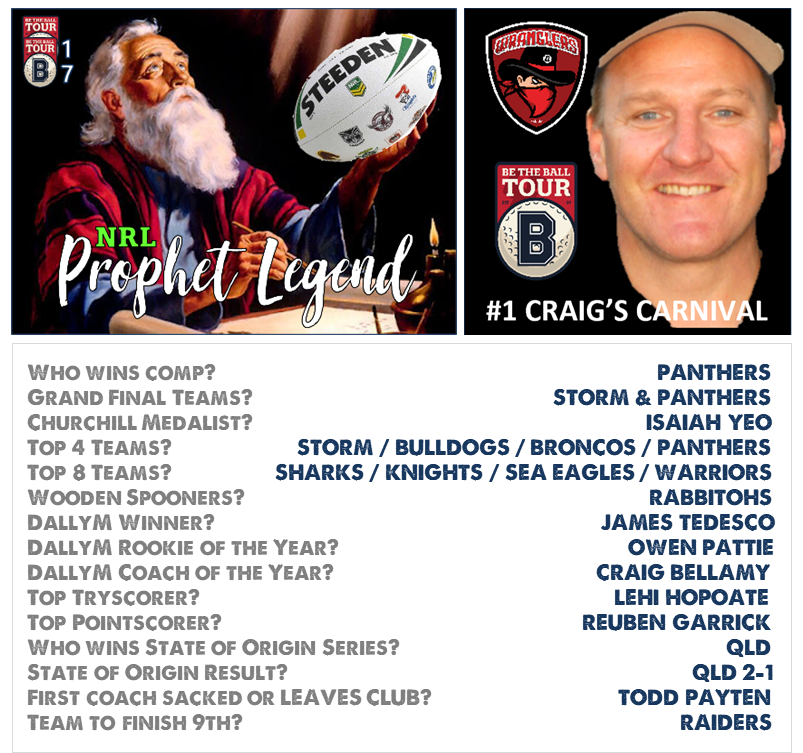 BE THE BALL
TOUR
BE THE BALL
TOUR
B
1
7
STEEDEN
NRL
NRL
Prophet Legend
WRANGLERS
BE THE BALL
TOUR
B
#1 CRAIG'S CARNIVAL
WHO WINS COMP? PANTHERS
GRAND FINAL TEAMS? STORM & PANTHERS
CHURCHILL MEDALIST? ISAIAH YEO
TOP 4 TEAMS? STORM / BULLDOGS / BRONCOS / PANTHERS
TOP 8 TEAMS? SHARKS / KNIGHTS / SEA EAGLES / WARRIORS
WOODEN SPOONERS? RABBITOHS
DALLYM WINNER? JAMES TEDESCO
DALLYM ROOKIE OF THE YEAR? OWEN PATTIE
DALLYM COACH OF THE YEAR? CRAIG BELLAMY
TOP TRYSCORER? LEHI HOPOATE
TOP POINTSCORER? REUBEN GARRICK
WHO WINS STATE OF ORIGIN SERIES? QLD
STATE OF ORIGIN RESULT? QLD 2-1
FIRST COACH SACKED OR LEAVES CLUB? TODD PAYTEN
TEAM TO FINISH 9TH? RAIDERS